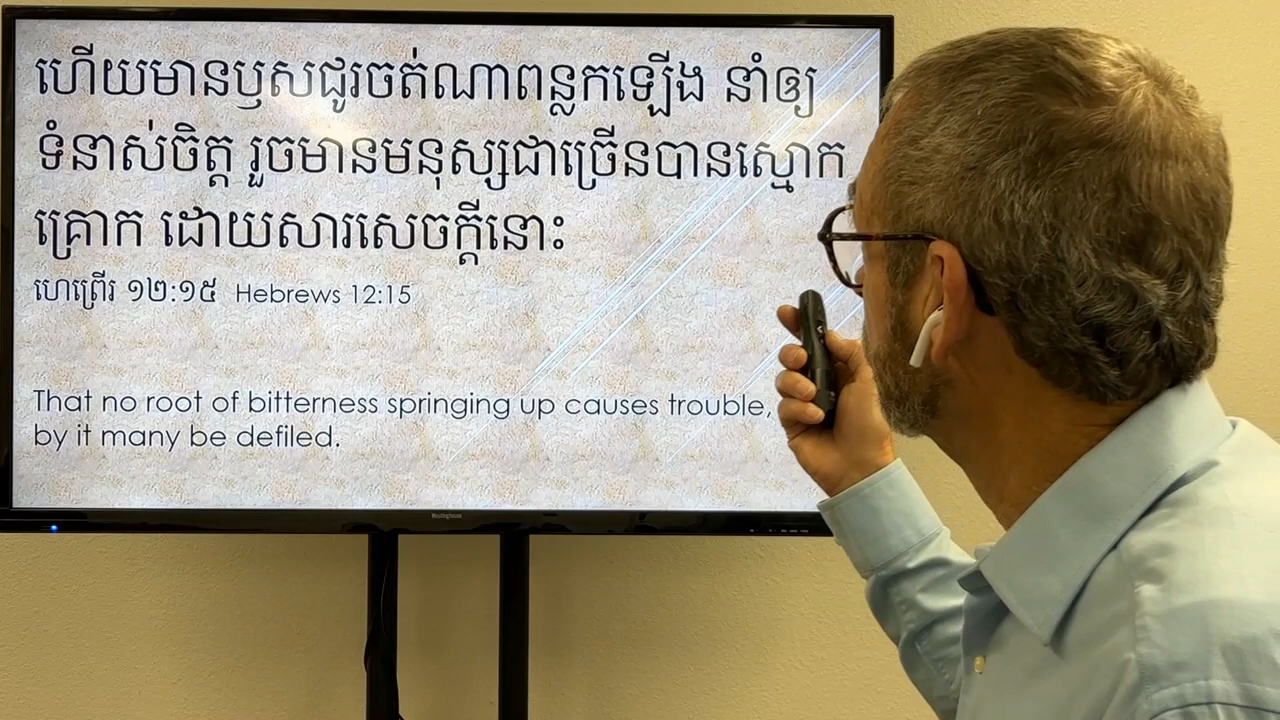 ហើយមានឫសជូរចត់ណាពន្លកឡើង នាំឲ្យ
ទំនាស់ចិត្ត រួចមានមនុស្សជាច្រើនបានស្មោក
គ្រោក ដោយសារសេចក្តីនោះ
ហេព្រើរ ១២:១៥ Hebrews 12:15
That no root of bitterness springing up causes trouble,
by it many be defiled.
Westinghouse